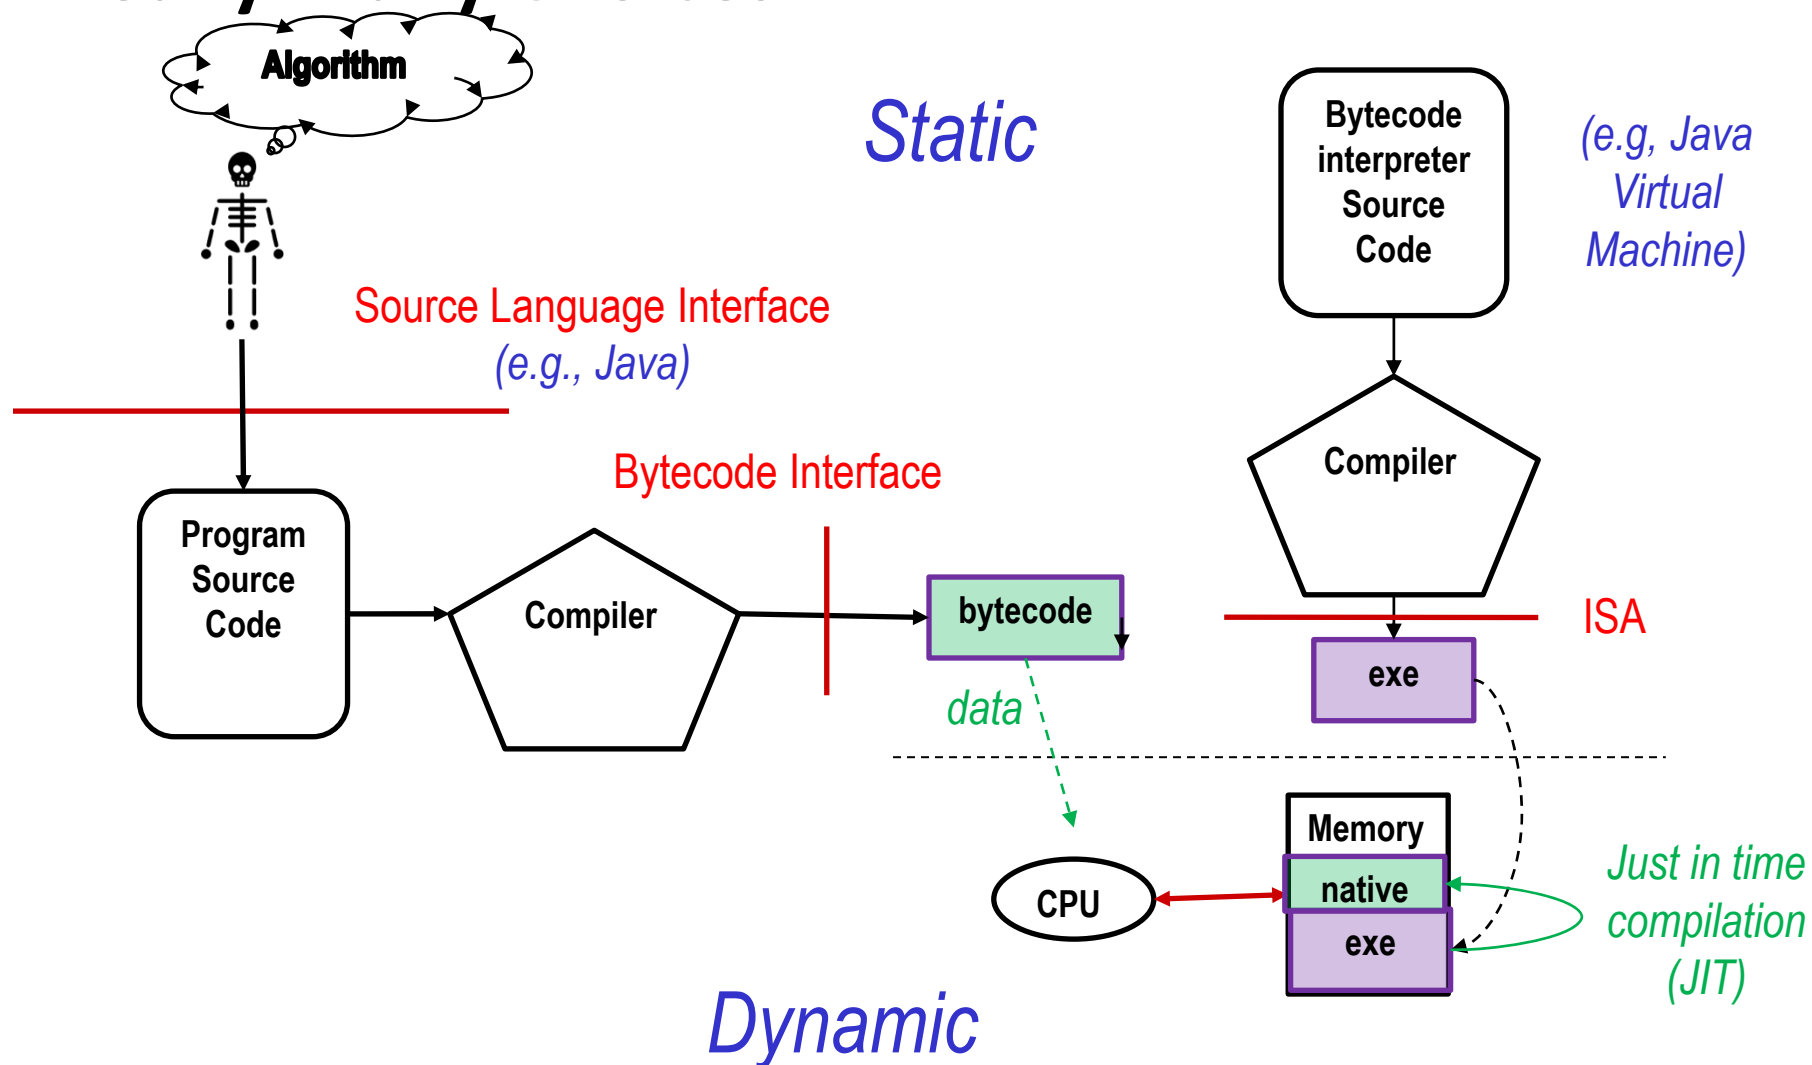 Algorithm
Static
Bytecode
interpreter
Source
Code
(e.g, Java
Virtual
Machine)
Source Language Interface
(e.g., Java)
Bytecode Interface
Compiler
Program
Source
Code
Compiler
bytecode
ISA
exe
data
Memory
native
exe
CPU
Just in time
compilation
(JIT)
Dynamic